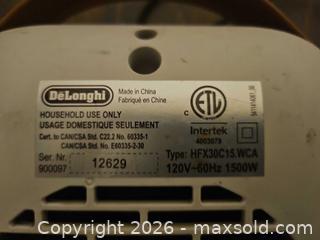 DeLonghi
Made in China
Fabriqué en Chine
HOUSEHOLD USE ONLY
USAGE DOMESTIQUE SEULEMENT
Cert. to CAN/CSA Std. C22.2 No. 60335-1
CAN/CSA Std. No. E60335-2-30
Ser. Nr.
900097
12629
C
ETL
Intertek
4003079
Type: HFX30C15.WCA
120V~60Hz 1500W
Copyright © 2026 - maxsold.com